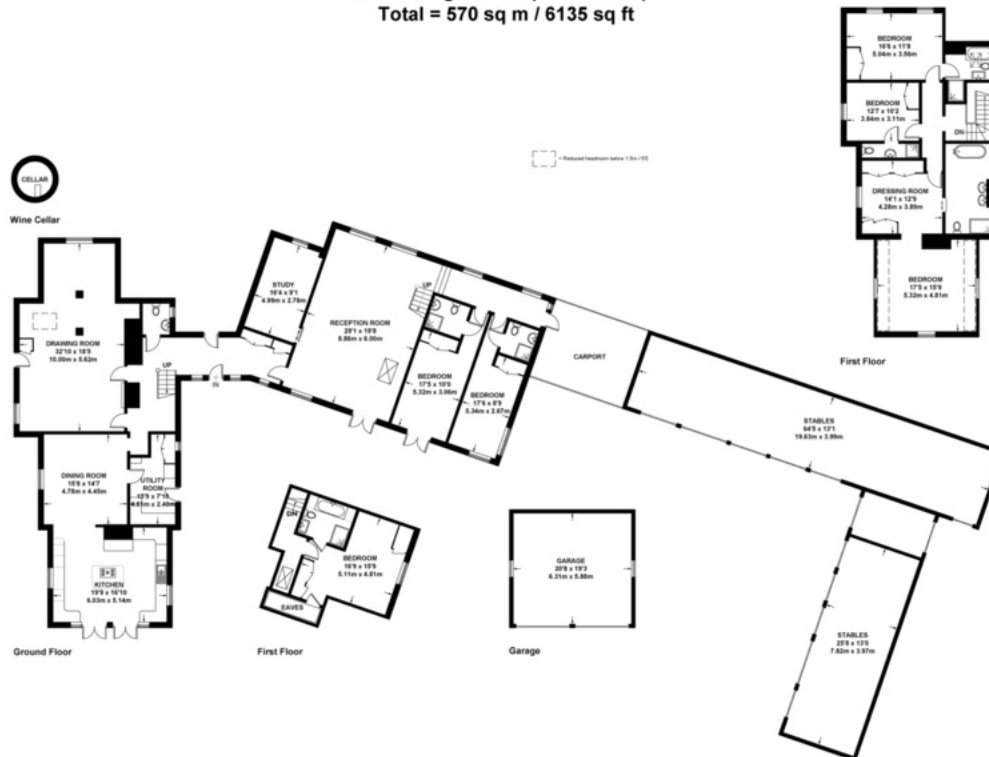 Total = 570 sq m / 6135 sq ft
BEDROOM
16'6 x 11'8
5.04m x 3.56m
BEDROOM
12'7 x 10'2
3.84m x 3.11m
DN
DRESSING ROOM
14'1 x 12'9
4.28m x 3.89m
BEDROOM
17'5 x 15'9
5.32m x 4.81m
First Floor
= Reduced headroom below 1.5m / 5'0
CELLAR
Wine Cellar
DRAWING ROOM
32'10 x 18'5
10.00m x 5.62m
UP
IN
STUDY
16'4 x 9'1
4.99m x 2.78m
RECEPTION ROOM
29'1 x 19'8
8.86m x 6.00m
UP
BEDROOM
17'5 x 10'0
5.32m x 3.06m
BEDROOM
17'6 x 8'9
5.34m x 2.67m
CARPORT
STABLES
64'5 x 13'1
19.63m x 3.99m
DINING ROOM
15'8 x 14'7
4.78m x 4.45m
UTILITY
ROOM
15'9 x 7'10
KITCHEN
19'9 x 16'10
6.03m x 5.14m
Ground Floor
DN
BEDROOM
5.11m x 4.81m
EAVES
First Floor
GARAGE
20'8 x 19'3
6.31m x 5.88m
Garage
STABLES
25'8 x 13'0
7.82m x 3.97m